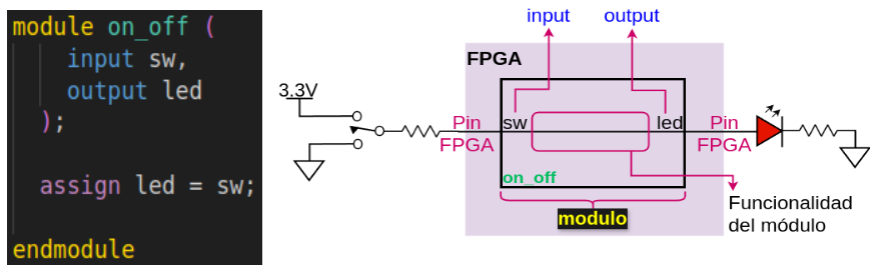 module on_off (
input sw,
output led
);
assign led = sw;
endmodule
input
output
FPGA
3.3V
Pin
FPGA
sw
led
Pin
FPGA
on_off
modulo
Funcionalidad
del módulo